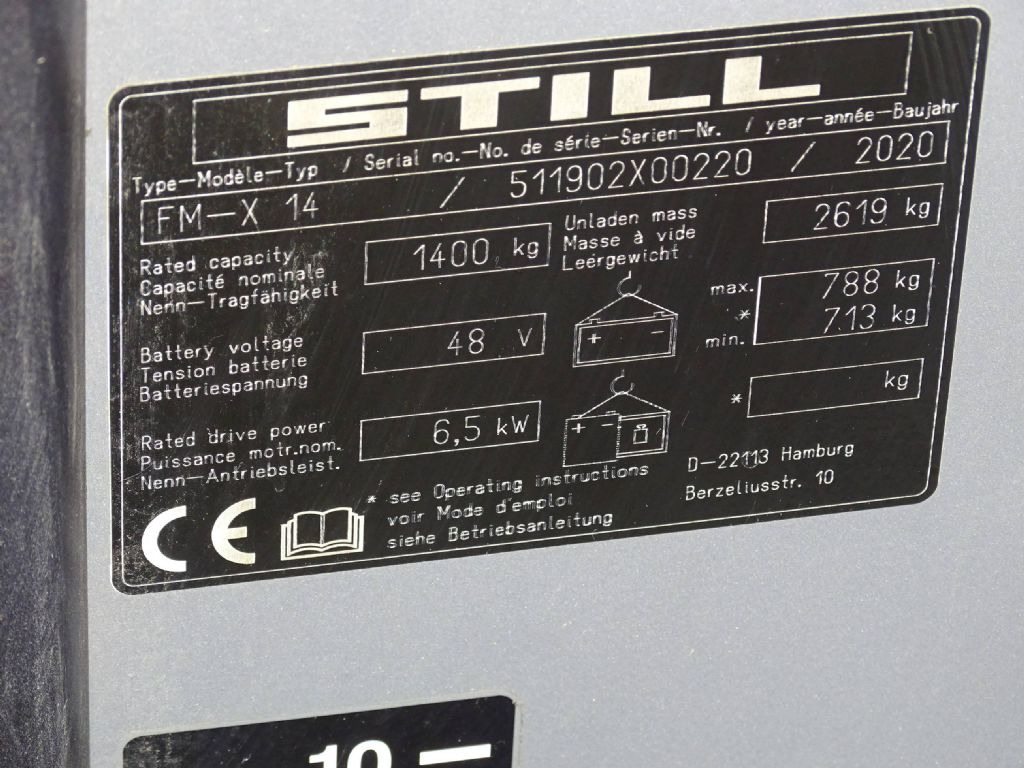 STILL
Type–Modèle–Typ / Serial no.–No. de série–Serien–Nr. / year–année–Baujahr
FM–X 14 / 511902X00220 / 2020
Rated capacity
Capacité nominale
Nenn–Tragfähigkeit
1400 kg
Unladen mass
Masse à vide
Leergewicht
2619 kg
Battery voltage
Tension batterie
Batteriespannung
48 V
+ –
max. 788 kg
* 713 kg
min.
Rated drive power
Puissance motr.nom.
Nenn–Antriebsleist.
6,5 kW
+ –
* kg
CE
* see Operating instructions
voir Mode d'emploi
siehe Betriebsanleitung
D–22113 Hamburg
Berzeliusstr. 10
10 –